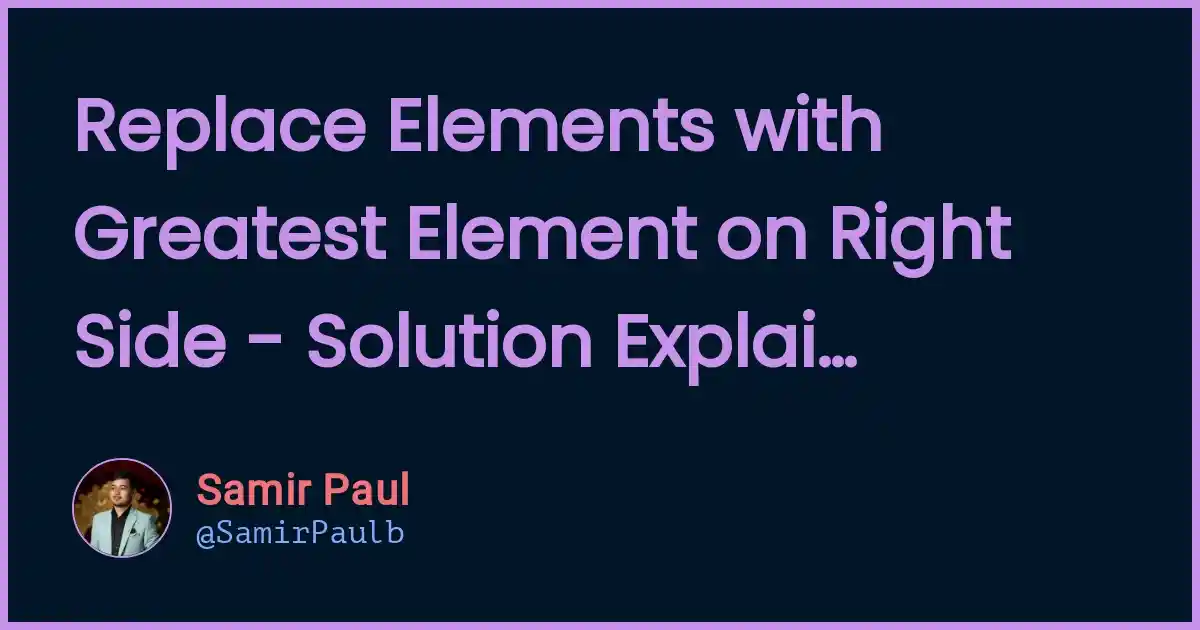 Replace Elements with
Greatest Element on Right
Side - Solution Explai...
Samir Paul
@SamirPaulb